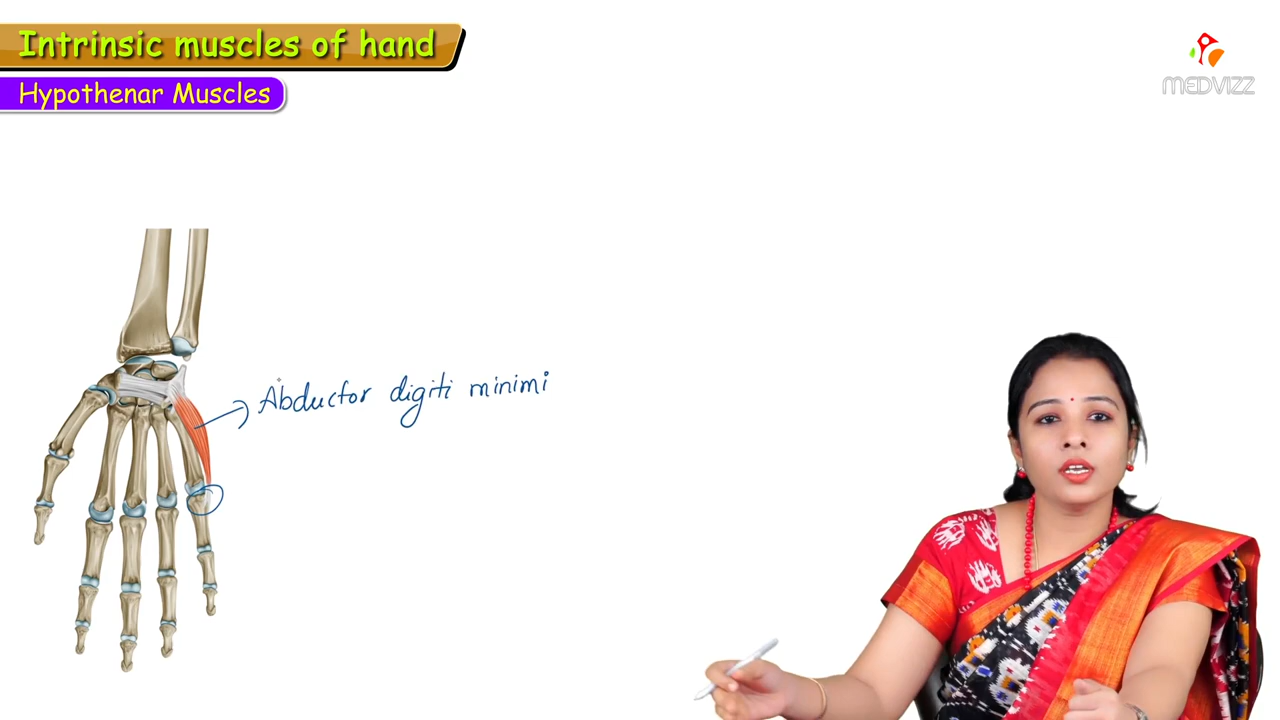 Intrinsic muscles of hand
Hypothenar Muscles
MEDVIZZ
Abductor digiti minimi